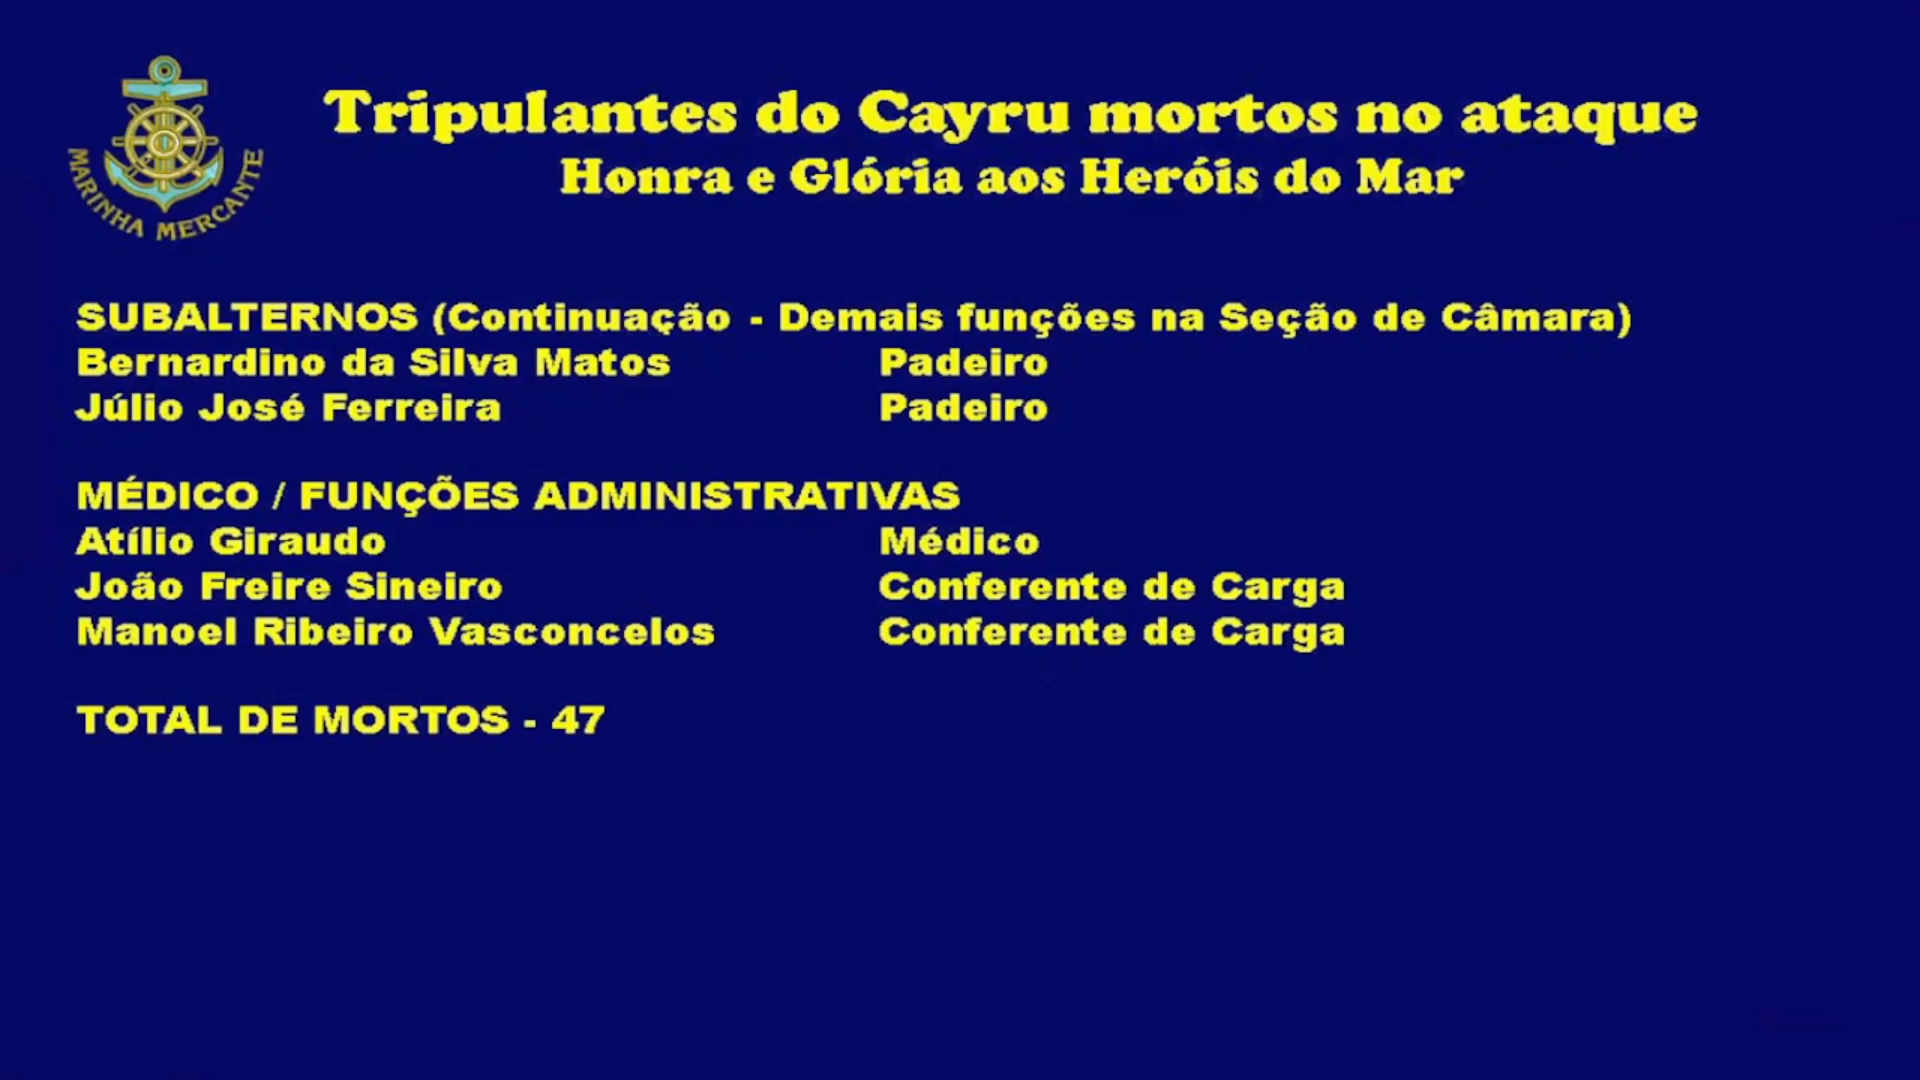 MARINHA MERCANTE
Tripulantes do Cayru mortos no ataque
Honra e Glória aos Heróis do Mar
SUBALTERNOS (Continuação - Demais funções na Seção de Câmara)
Bernardino da Silva Matos Padeiro
Júlio José Ferreira Padeiro
MÉDICO / FUNÇÕES ADMINISTRATIVAS
Atílio Giraudo Médico
João Freire Sineiro Conferente de Carga
Manoel Ribeiro Vasconcelos Conferente de Carga
TOTAL DE MORTOS - 47